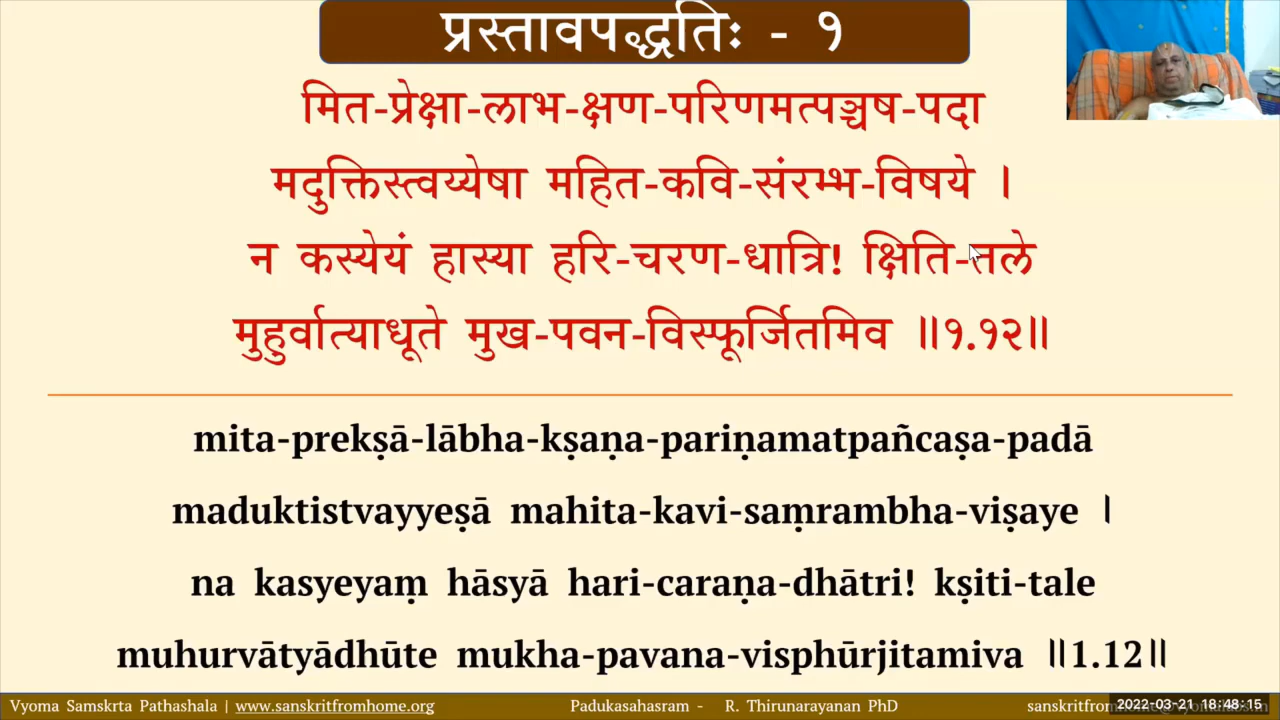 प्रस्तावपद्धतिः - १
मित-प्रेक्षा-लाभ-क्षण-परिणमत्पञ्चष-पदा
मदुक्तिस्त्वय्येषा महित-कवि-संरम्भ-विषये ।
न कस्येयं हास्या हरि-चरण-धात्रि! क्षिति-तले
मुहुर्वात्याधूते मुख-पवन-विस्फूर्जितमिव ॥१.१२॥
mita-prekṣā-lābha-kṣaṇa-pariṇamatpañcaṣa-padā
maduktistvayyeṣā mahita-kavi-saṃrambha-viṣaye ।
na kasyeyaṃ hāsyā hari-caraṇa-dhātri! kṣiti-tale
muhurvātyādhūte mukha-pavana-visphūrjitamiva ॥1.12॥
Vyoma Samskrta Pathashala | www.sanskritfromhome.org Padukasahasram - R. Thirunarayanan PhD 2022-03-21 18:48:15